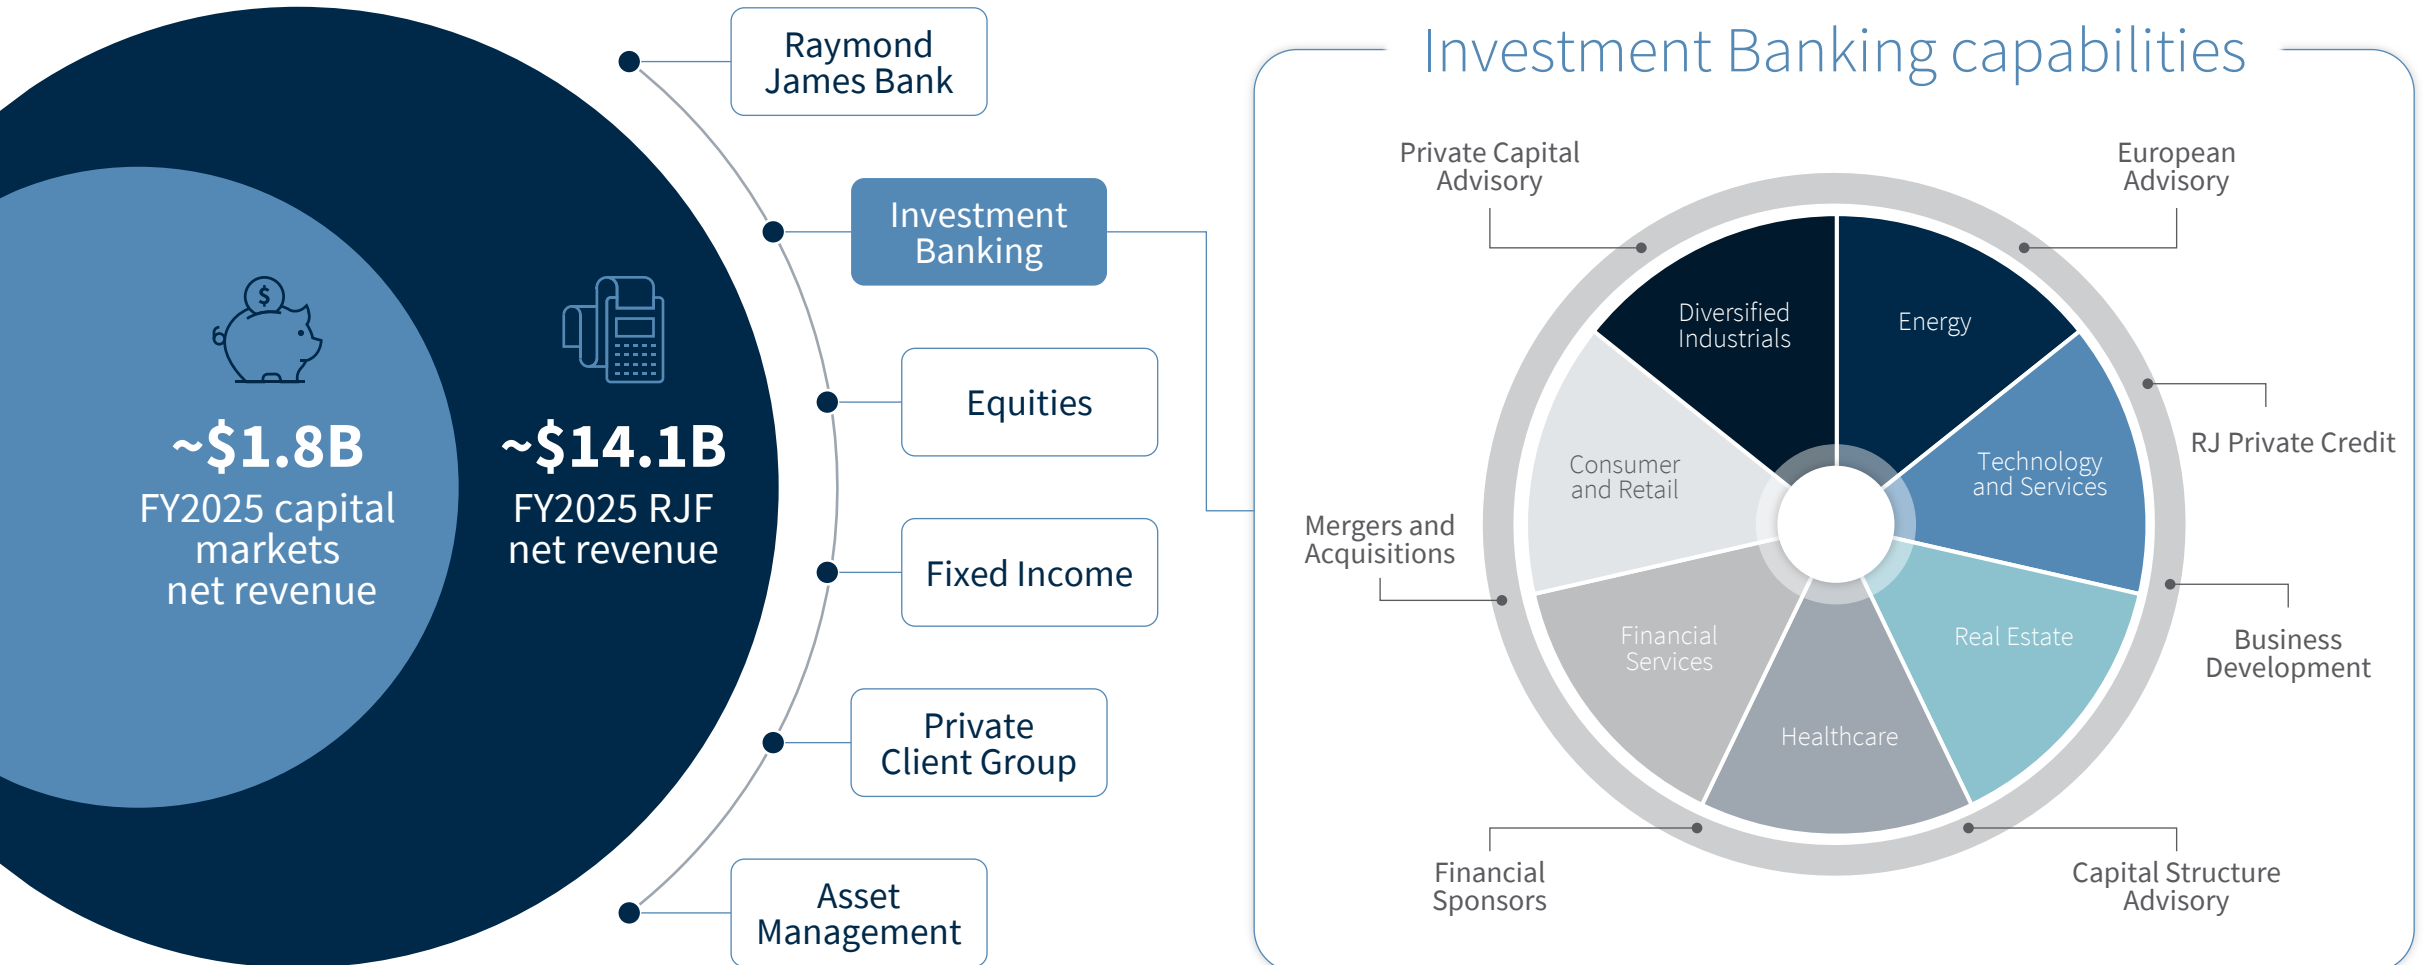 $
~$1.8B
FY2025 capital
markets
net revenue
~$14.1B
FY2025 RJF
net revenue
Raymond
James Bank
Investment
Banking
Equities
Fixed Income
Private
Client Group
Asset
Management
Investment Banking capabilities
Private Capital
Advisory
European
Advisory
RJ Private Credit
Business
Development
Capital Structure
Advisory
Financial
Sponsors
Mergers and
Acquisitions
Diversified
Industrials
Energy
Technology
and Services
Real Estate
Healthcare
Financial
Services
Consumer
and Retail